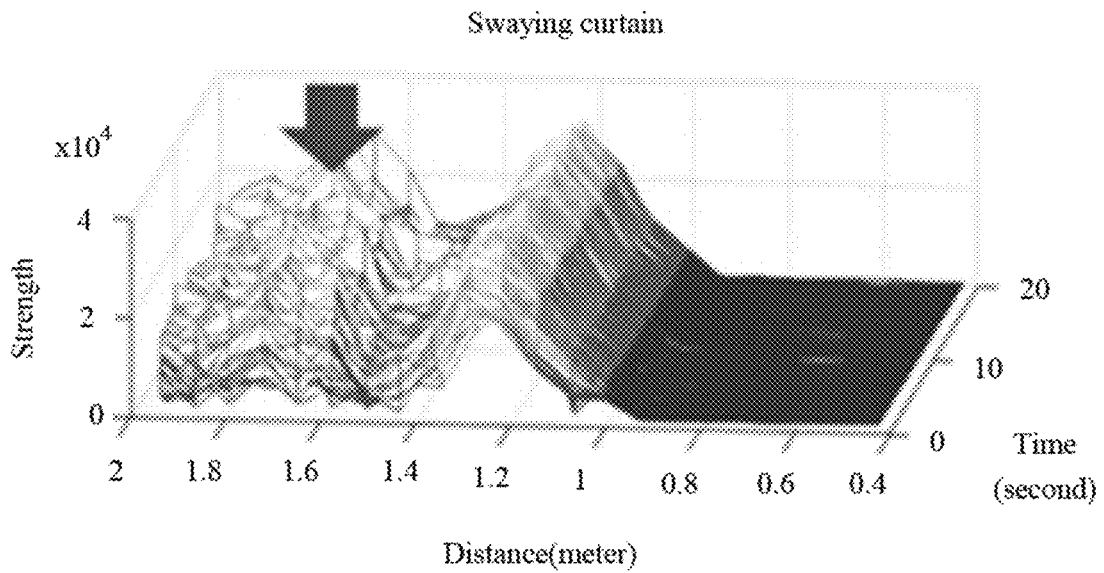 Swaying curtain
x10^4
4
2
0
Strength
2 1.8 1.6 1.4 1.2 1 0.8 0.6 0.4
Distance(meter)
20
10
0
Time
(second)